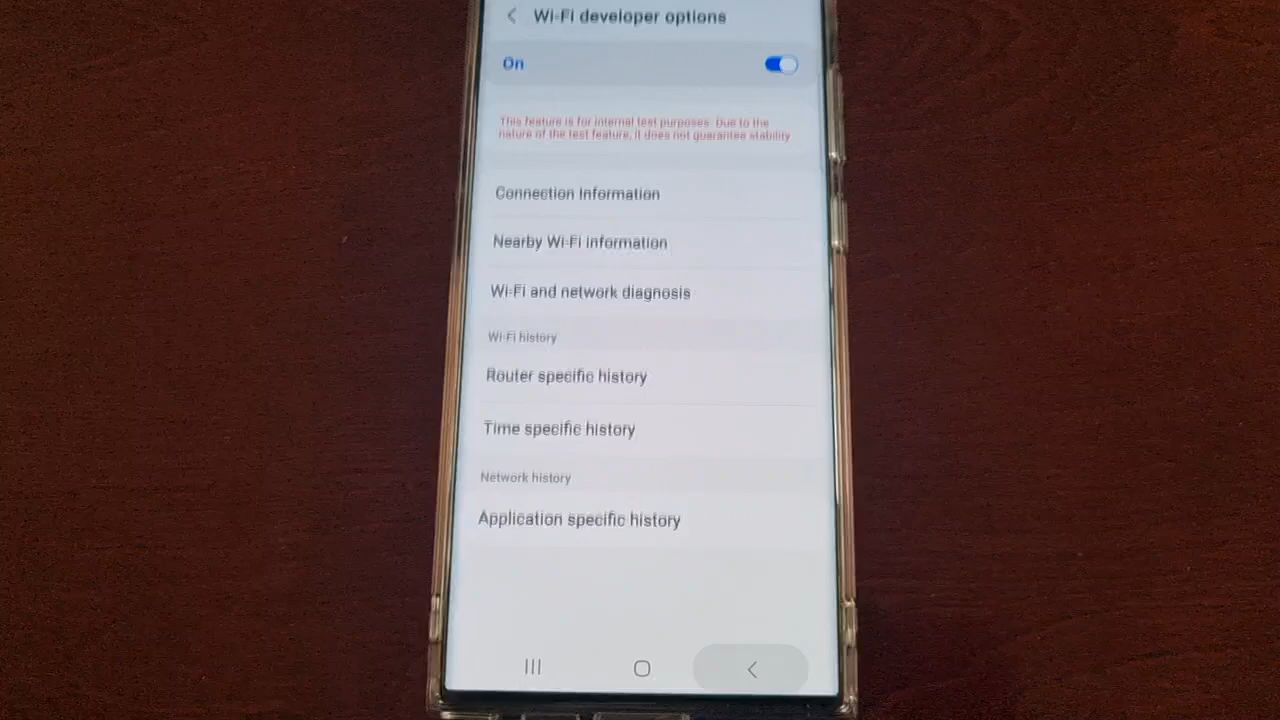 Wi-Fi developer options
On
This feature is for internal test purposes. Due to the
nature of the test feature, it does not guarantee stability
Connection Information
Nearby Wi-Fi information
Wi-Fi and network diagnosis
Wi-Fi history
Router specific history
Time specific history
Network history
Application specific history